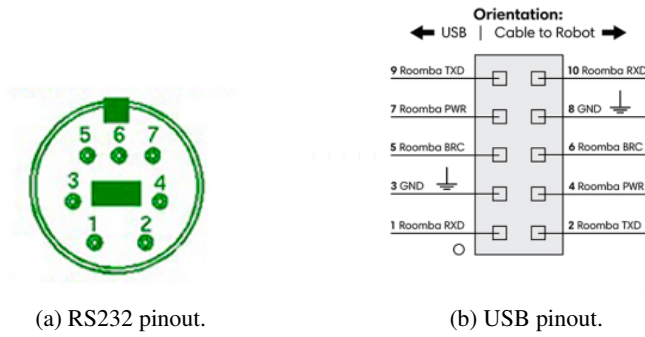 Orientation:
USB | Cable to Robot
9 Roomba TXD
10 Roomba RXD
7 Roomba PWR
8 GND
5 Roomba BRC
6 Roomba BRC
3 GND
4 Roomba PWR
1 Roomba RXD
2 Roomba TXD
5 6 7
3 4
1 2
(a) RS232 pinout.
(b) USB pinout.